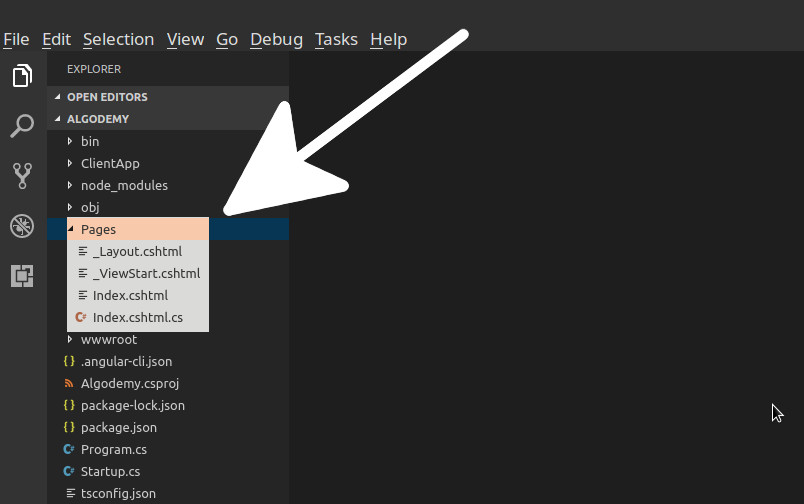 File Edit Selection View Go Debug Tasks Help
EXPLORER
OPEN EDITORS
ALGODEMY
bin
ClientApp
node_modules
obj
Pages
_Layout.cshtml
_ViewStart.cshtml
Index.cshtml
C# Index.cshtml.cs
wwwroot
{} .angular-cli.json
Algodemy.csproj
{} package-lock.json
{} package.json
C# Program.cs
C# Startup.cs
tsconfig.json